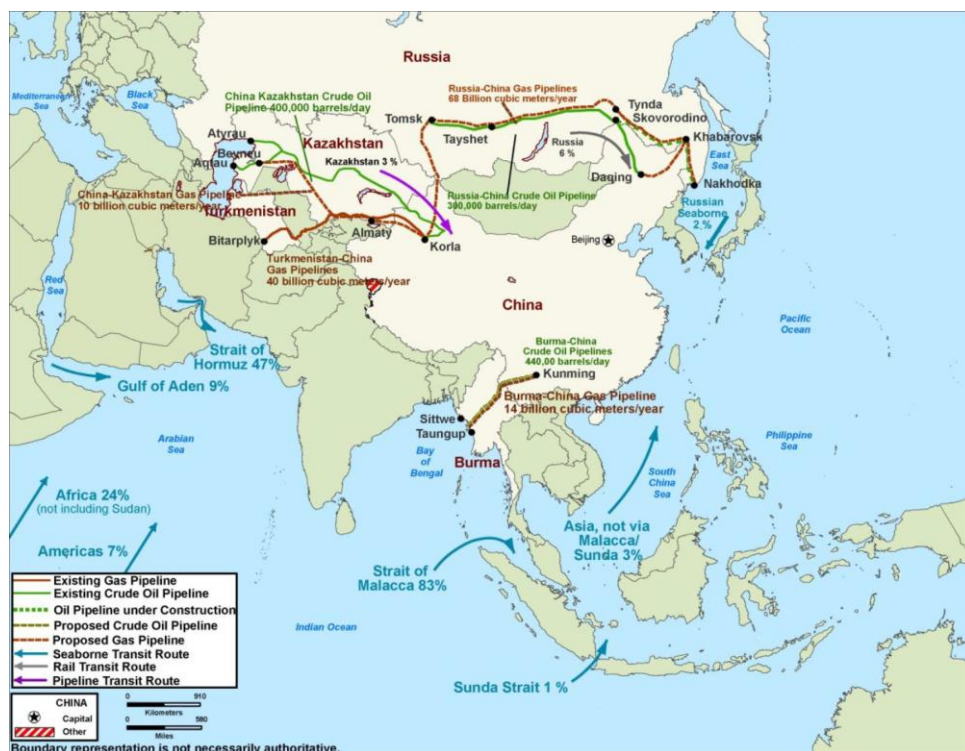 Russia
Mediterranean
Sea
Black
Sea
China Kazakhstan Crude Oil
Pipeline 400,000 barrels/day
Russia-China Gas Pipelines
68 Billion cubic meters/year
Tynda
Skovorodino
Tomsk
Tayshet
Khabarovsk
Atyrau
Beyneu
Aqtau
Kazakhstan
Kazakhstan 3 %
Russia
6 %
East
Sea
Daqing
Nakhodka
China-Kazakhstan Gas Pipeline
10 billion cubic meters/year
Turkmenistan
Russia-China Crude Oil Pipeline
300,000 barrels/day
Russian
Seaborne
2 %
Bitarplyk
Almaty
Korla
Beijing
Turkmenistan-China
Gas Pipelines
40 billion cubic meters/year
Red
Sea
China
Pacific
Ocean
Strait of
Hormuz 47%
Gulf of Aden 9%
Burma-China
Crude Oil Pipelines
440,00 barrels/day
Kunming
Burma-China Gas Pipeline
14 billion cubic meters/year
Sittwe
Taungup
Burma
Arabian
Sea
Bay
of
Bengal
Philippine
Sea
South
China
Sea
Africa 24%
(not including Sudan)
Americas 7%
Asia, not via
Malacca/
Sunda 3%
Strait of
Malacca 83%
Indian Ocean
Sunda Strait 1 %
Existing Gas Pipeline
Existing Crude Oil Pipeline
Oil Pipeline under Construction
Proposed Crude Oil Pipeline
Proposed Gas Pipeline
Seaborne Transit Route
Rail Transit Route
Pipeline Transit Route
CHINA
Capital
Other
0 910
Kilometers
0 580
Miles
Boundary representation is not necessarily authoritative.